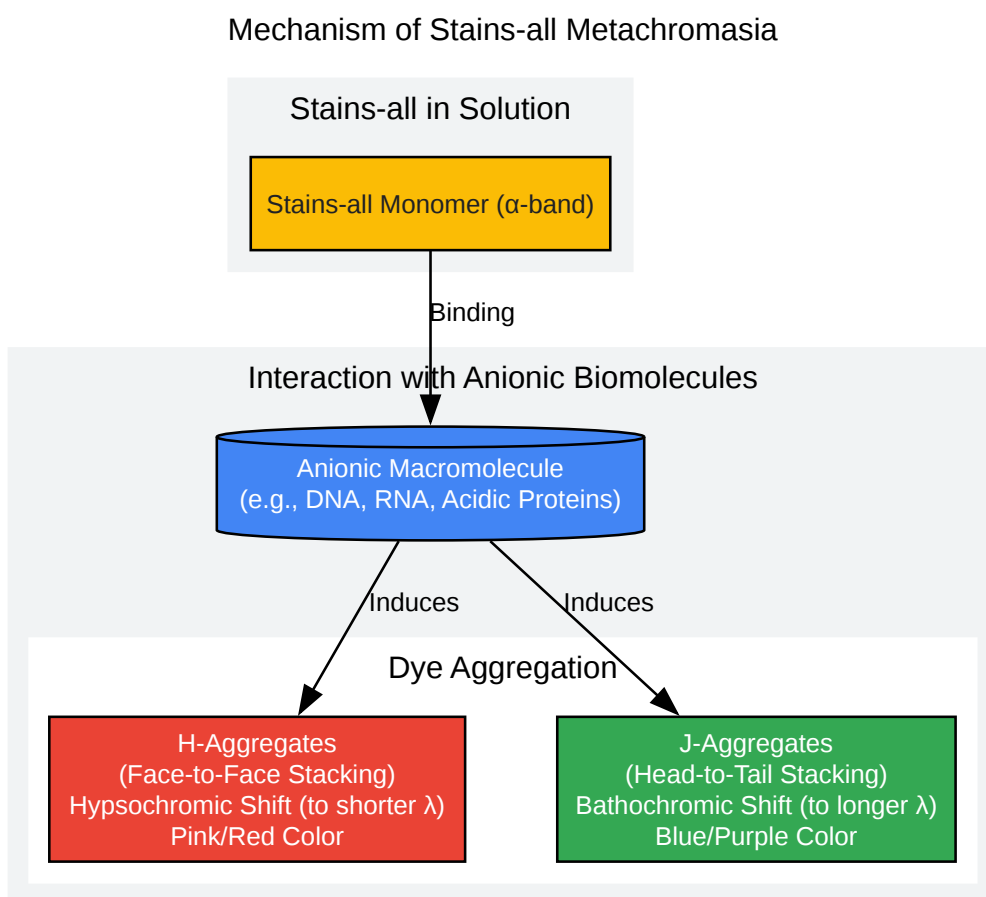 Mechanism of Stains-all Metachromasia
Stains-all in Solution
Stains-all Monomer (α-band)
Binding
Interaction with Anionic Biomolecules
Anionic Macromolecule
(e.g., DNA, RNA, Acidic Proteins)
Induces
Induces
Dye Aggregation
H-Aggregates
(Face-to-Face Stacking)
Hypsochromic Shift (to shorter λ)
Pink/Red Color
J-Aggregates
(Head-to-Tail Stacking)
Bathochromic Shift (to longer λ)
Blue/Purple Color